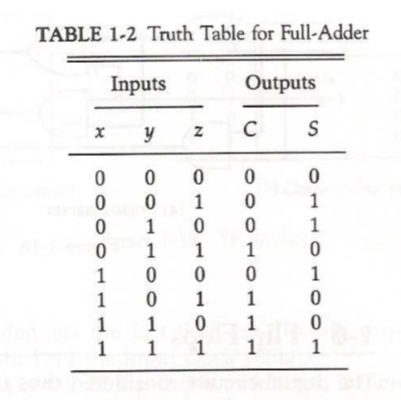 TABLE 1-2 Truth Table for Full-Adder
Inputs Outputs
x y z C S
0 0 0 0 0
0 0 1 0 1
0 1 0 0 1
0 1 1 1 0
1 0 0 0 1
1 0 1 1 0
1 1 0 1 0
1 1 1 1 1